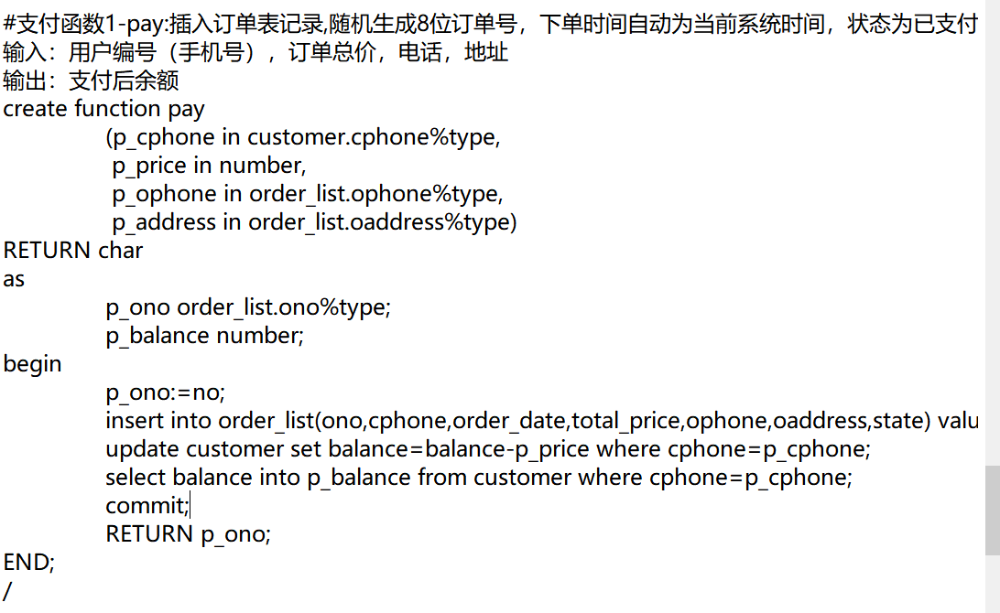 #支付函数1-pay:插入订单表记录,随机生成8位订单号，下单时间自动为当前系统时间，状态为已支付
输入：用户编号（手机号），订单总价，电话，地址
输出：支付后余额
create function pay
(p_cphone in customer.cphone%type,
p_price in number,
p_ophone in order_list.ophone%type,
p_address in order_list.oaddress%type)
RETURN char
as
p_ono order_list.ono%type;
p_balance number;
begin
p_ono:=no;
insert into order_list(ono,cphone,order_date,total_price,ophone,oaddress,state) valu
update customer set balance=balance-p_price where cphone=p_cphone;
select balance into p_balance from customer where cphone=p_cphone;
commit;
RETURN p_ono;
END;
/